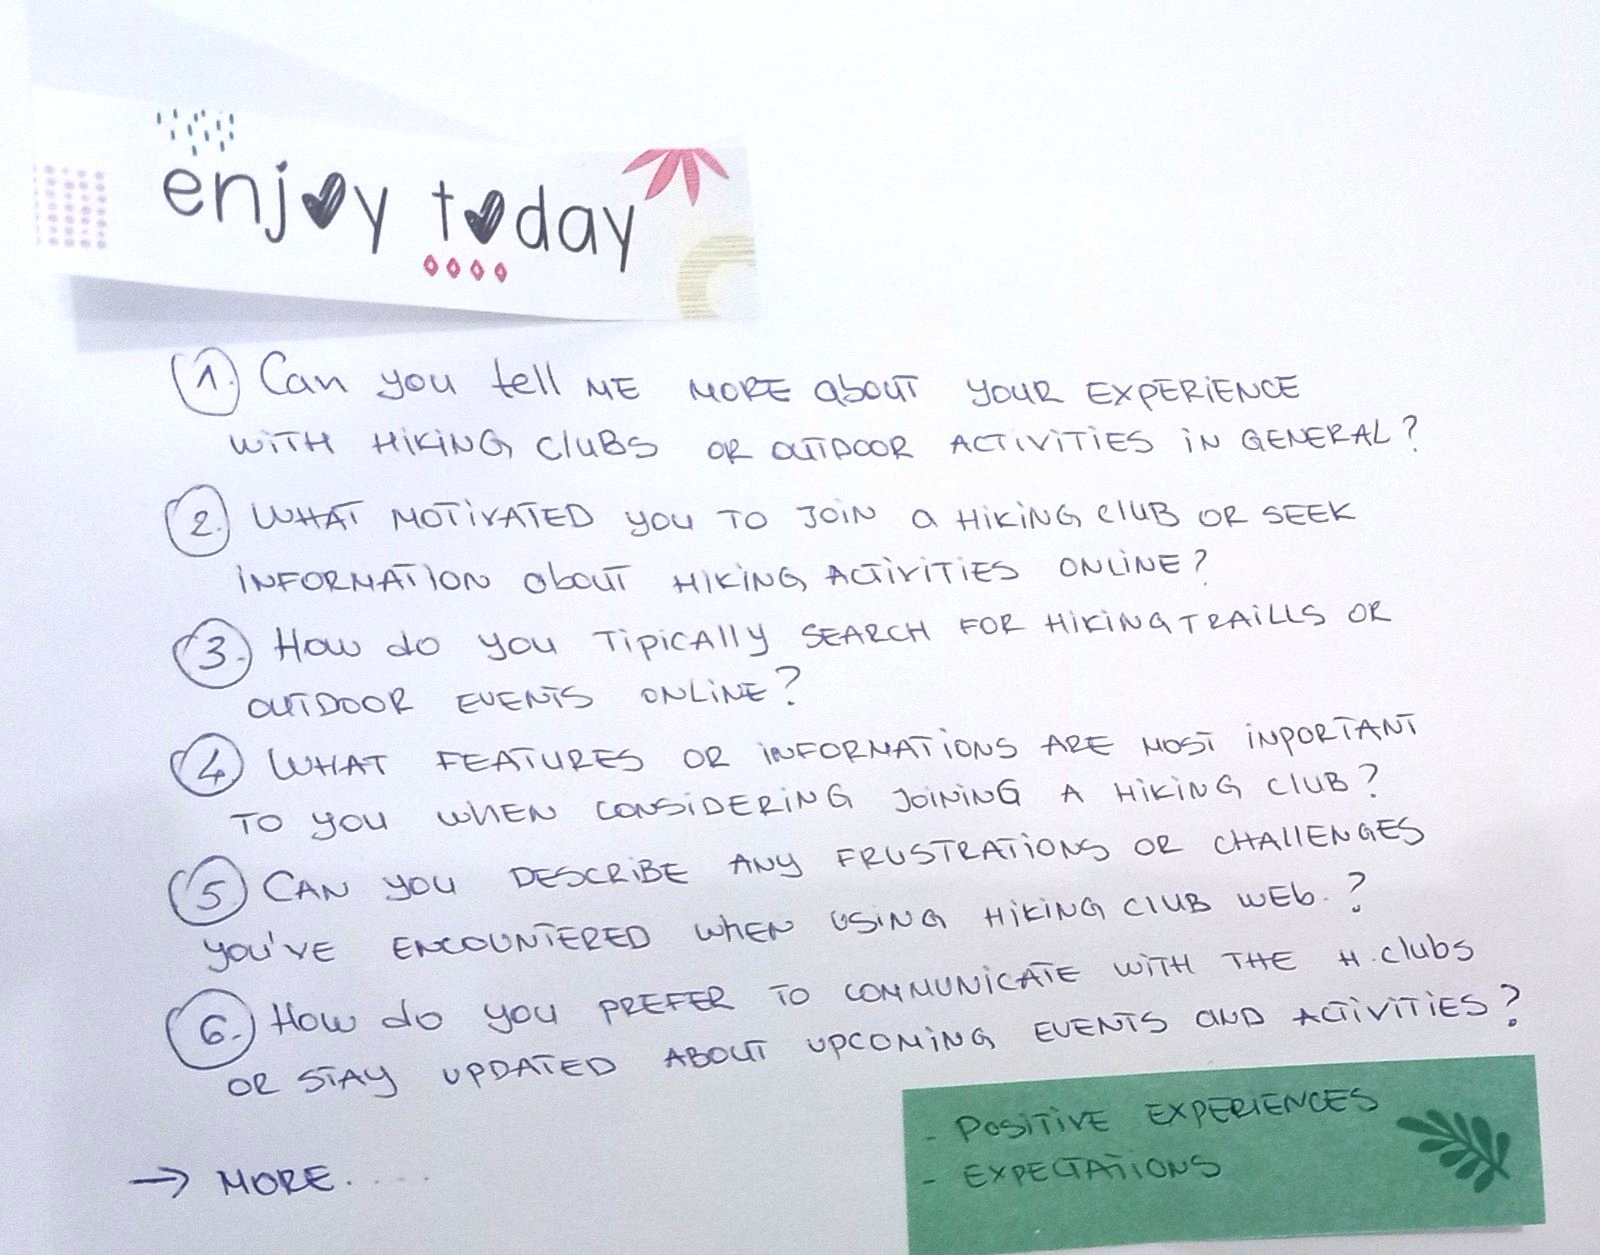 enjoy today
1. Can you tell ME MORE about YOUR EXPERIENCE
WITH HIKING ClUBS OR OUTDOOR ACTIVITIES IN GENERAL?
2. WHAT MOTIVATED you TO JOIN a HIKING ClUB OR SEEK
INFORMATION about HIKING ACTIVITIES ONLINE?
3. How do you TIPICAlly SEARCH FOR HIKING TRAILLS OR
OUTDOOR EVENTS ONLINE?
4. WHAT FEATURES OR INFORMATIONS ARE MOST INPORTANT
TO you WHEN CONSIDERING JOINING A HIKING ClUB?
5. CAN you DESCRIBE ANY FRUSTRATIONS OR CHAllENGES
you'VE ENCOUNTERED WHEN USING HIKING ClUB WEb.?
6. How do you PREFER TO COMMUNICATE WITH THE H.clubs
OR STAY UPDATED ABOUT UPCOMING EVENTS AND ACTIVITIES?
→ MORE.....
- POSITIVE EXPERIENCES
- EXPECTATIONS